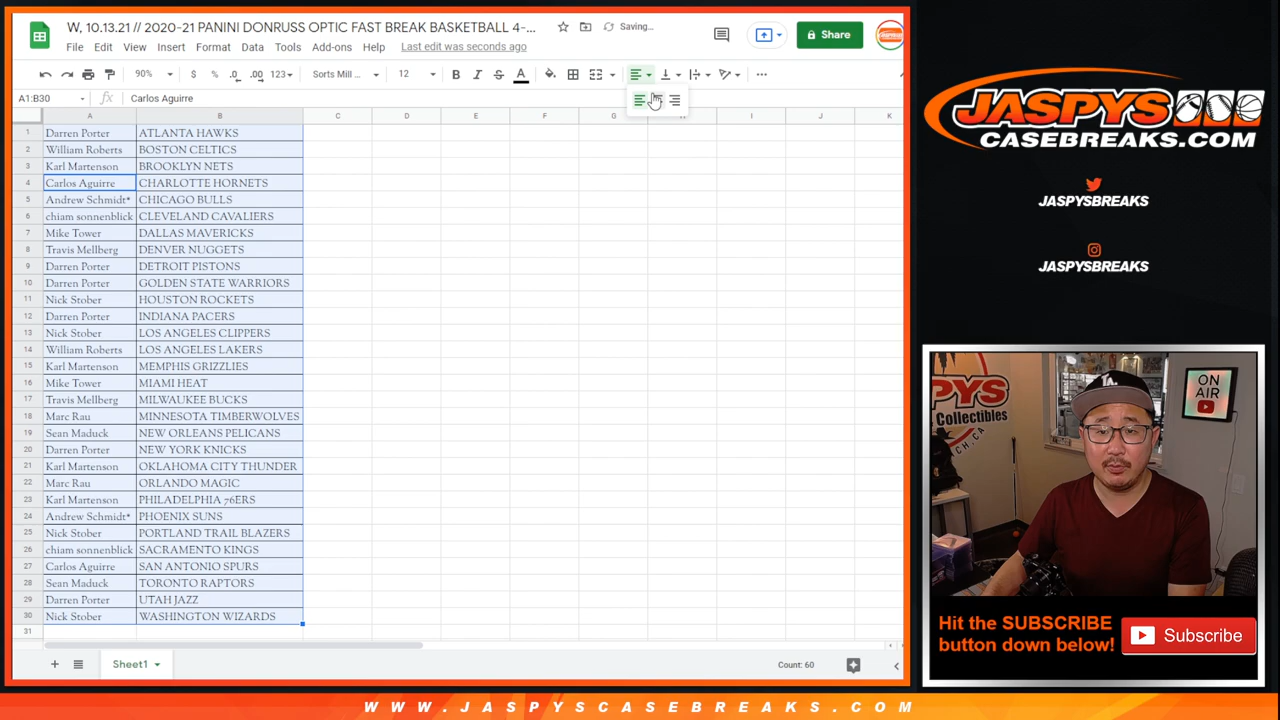 W, 10.13.21 // 2020-21 PANINI DONRUSS OPTIC FAST BREAK BASKETBALL 4-...
Saving...
Share
File Edit View Insert Format Data Tools Add-ons Help Last edit was seconds ago
90% $ % .0 .00 123 Sorts Mill ... 12 B I S A
A1:B30 fx Carlos Aguirre
A B C D E F G H I J K
1 Darren Porter ATLANTA HAWKS
2 William Roberts BOSTON CELTICS
3 Karl Martenson BROOKLYN NETS
4 Carlos Aguirre CHARLOTTE HORNETS
5 Andrew Schmidt* CHICAGO BULLS
6 chiam sonnenblick CLEVELAND CAVALIERS
7 Mike Tower DALLAS MAVERICKS
8 Travis Mellberg DENVER NUGGETS
9 Darren Porter DETROIT PISTONS
10 Darren Porter GOLDEN STATE WARRIORS
11 Nick Stober HOUSTON ROCKETS
12 Darren Porter INDIANA PACERS
13 Nick Stober LOS ANGELES CLIPPERS
14 William Roberts LOS ANGELES LAKERS
15 Karl Martenson MEMPHIS GRIZZLIES
16 Mike Tower MIAMI HEAT
17 Travis Mellberg MILWAUKEE BUCKS
18 Marc Rau MINNESOTA TIMBERWOLVES
19 Sean Maduck NEW ORLEANS PELICANS
20 Darren Porter NEW YORK KNICKS
21 Karl Martenson OKLAHOMA CITY THUNDER
22 Marc Rau ORLANDO MAGIC
23 Karl Martenson PHILADELPHIA 76ERS
24 Andrew Schmidt* PHOENIX SUNS
25 Nick Stober PORTLAND TRAIL BLAZERS
26 chiam sonnenblick SACRAMENTO KINGS
27 Carlos Aguirre SAN ANTONIO SPURS
28 Sean Maduck TORONTO RAPTORS
29 Darren Porter UTAH JAZZ
30 Nick Stober WASHINGTON WIZARDS
31
Sheet1
Count: 60
JASPYS
CASEBREAKS.COM
JASPYSBREAKS
JASPYSBREAKS
PYS
Collectibles
ON
AIR
LA
Hit the SUBSCRIBE
button down below!
Subscribe
WWW.JASPYSCASEBREAKS.COM